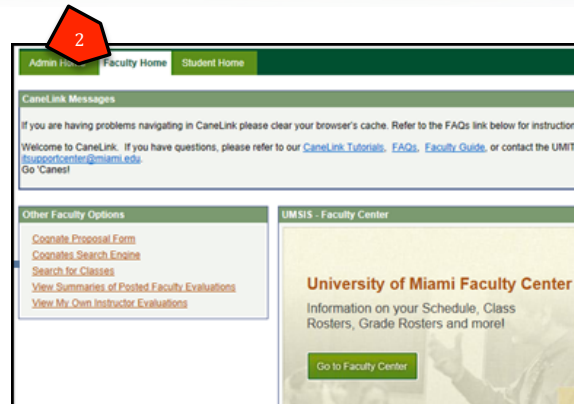 2
Admin Home Faculty Home Student Home
CaneLink Messages
If you are having problems navigating in CaneLink please clear your browser's cache. Refer to the FAQs link below for instruction
Welcome to CaneLink. If you have questions, please refer to our CaneLink Tutorials, FAQs, Faculty Guide, or contact the UMIT
itsupportcenter@miami.edu.
Go 'Canes!
Other Faculty Options
Cognate Proposal Form
Cognates Search Engine
Search for Classes
View Summaries of Posted Faculty Evaluations
View My Own Instructor Evaluations
UMSIS - Faculty Center
University of Miami Faculty Center
Information on your Schedule, Class
Rosters, Grade Rosters and more!
Go to Faculty Center